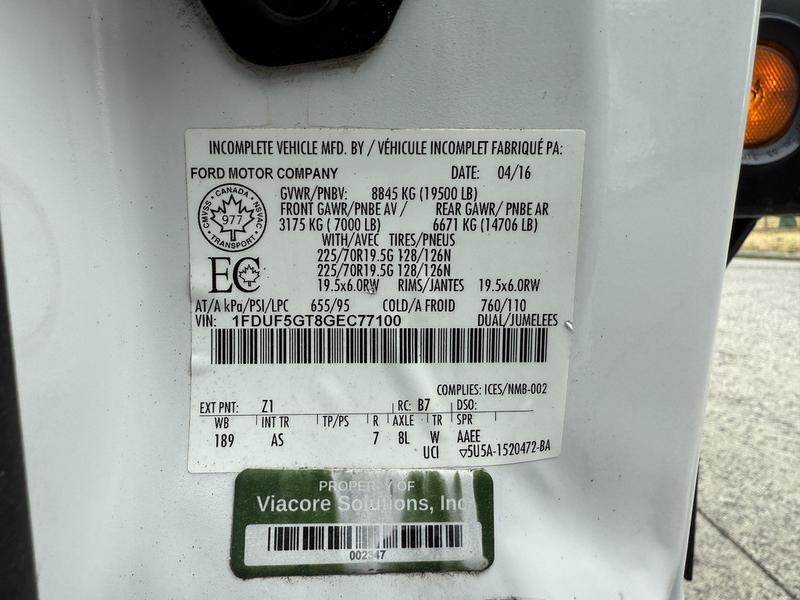 INCOMPLETE VEHICLE MFD. BY / VÉHICULE INCOMPLET FABRIQUÉ PA:
FORD MOTOR COMPANY DATE: 04/16
CANADA CMVSS NSVAC 977 TRANSPORT
GVWR/PNBV: 8845 KG (19500 LB)
FRONT GAWR/PNBE AV / REAR GAWR/ PNBE AR
3175 KG ( 7000 LB) 6671 KG (14706 LB)
WITH/AVEC TIRES/PNEUS
225/70R19.5G 128/126N
EC 225/70R19.5G 128/126N
19.5x6.0RW RIMS/JANTES 19.5x6.0RW
AT/A kPa/PSI/LPC 655/95 COLD/A FROID 760/110
VIN: 1FDUF5GT8GEC77100 DUAL/JUMELEES
COMPLIES: ICES/NMB-002
EXT PNT: Z1 RC: B7 DSO:
WB INT TR TP/PS R AXLE TR SPR
189 AS 7 8L W AAEE
UCI ▽5U5A-1520472-BA
PROPERTY OF
Viacore Solutions, Inc
002347